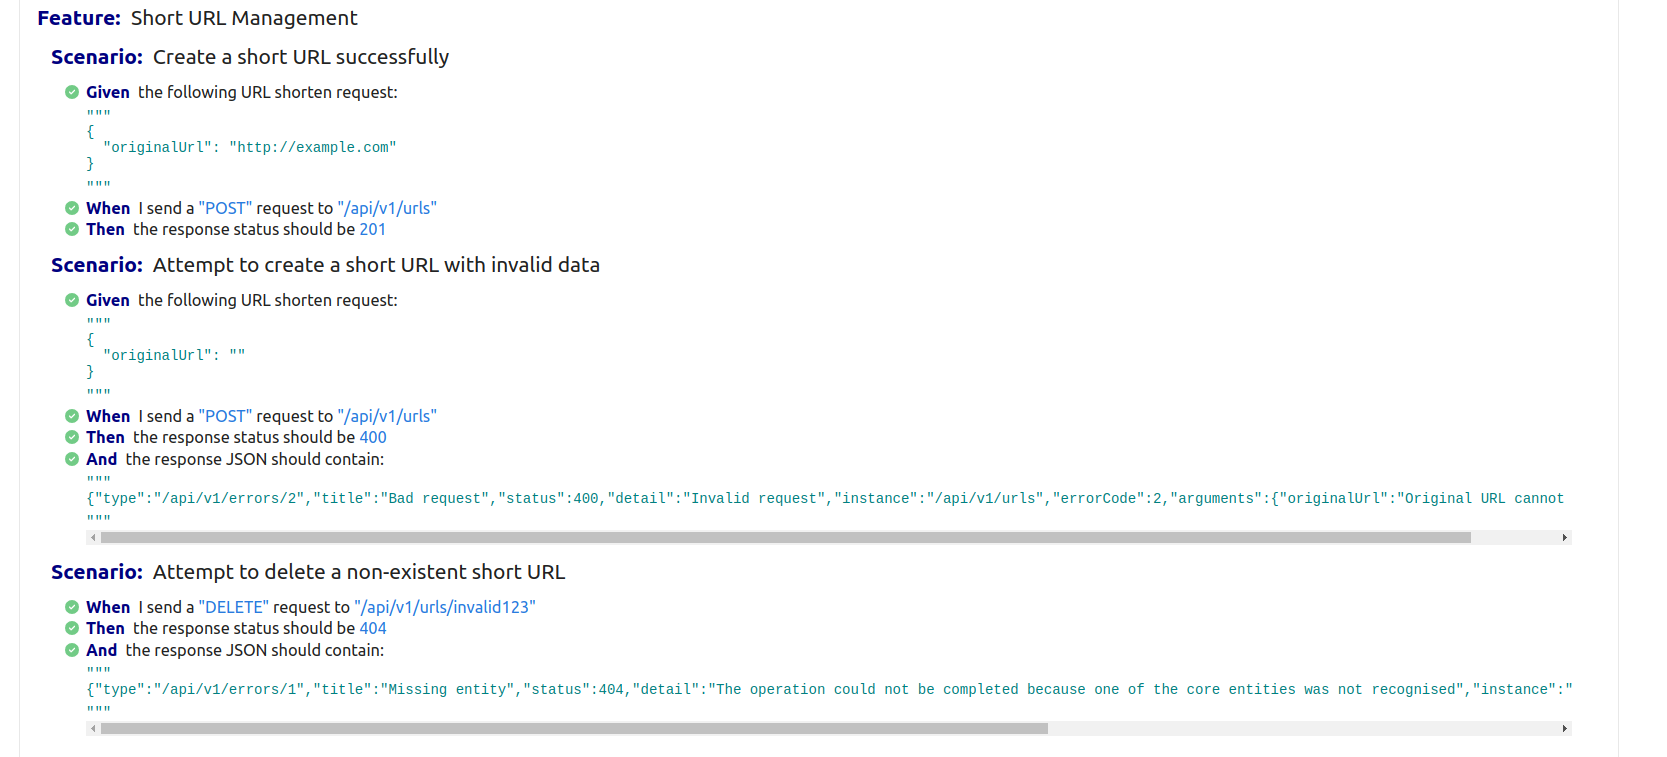 Feature: Short URL Management
Scenario: Create a short URL successfully
Given the following URL shorten request:
"""
{
  "originalUrl": "http://example.com"
}
"""
When I send a "POST" request to "/api/v1/urls"
Then the response status should be 201
Scenario: Attempt to create a short URL with invalid data
Given the following URL shorten request:
"""
{
  "originalUrl": ""
}
"""
When I send a "POST" request to "/api/v1/urls"
Then the response status should be 400
And the response JSON should contain:
"""
{"type":"/api/v1/errors/2","title":"Bad request","status":400,"detail":"Invalid request","instance":"/api/v1/urls","errorCode":2,"arguments":{"originalUrl":"Original URL cannot
"""
Scenario: Attempt to delete a non-existent short URL
When I send a "DELETE" request to "/api/v1/urls/invalid123"
Then the response status should be 404
And the response JSON should contain:
"""
{"type":"/api/v1/errors/1","title":"Missing entity","status":404,"detail":"The operation could not be completed because one of the core entities was not recognised","instance":"
"""